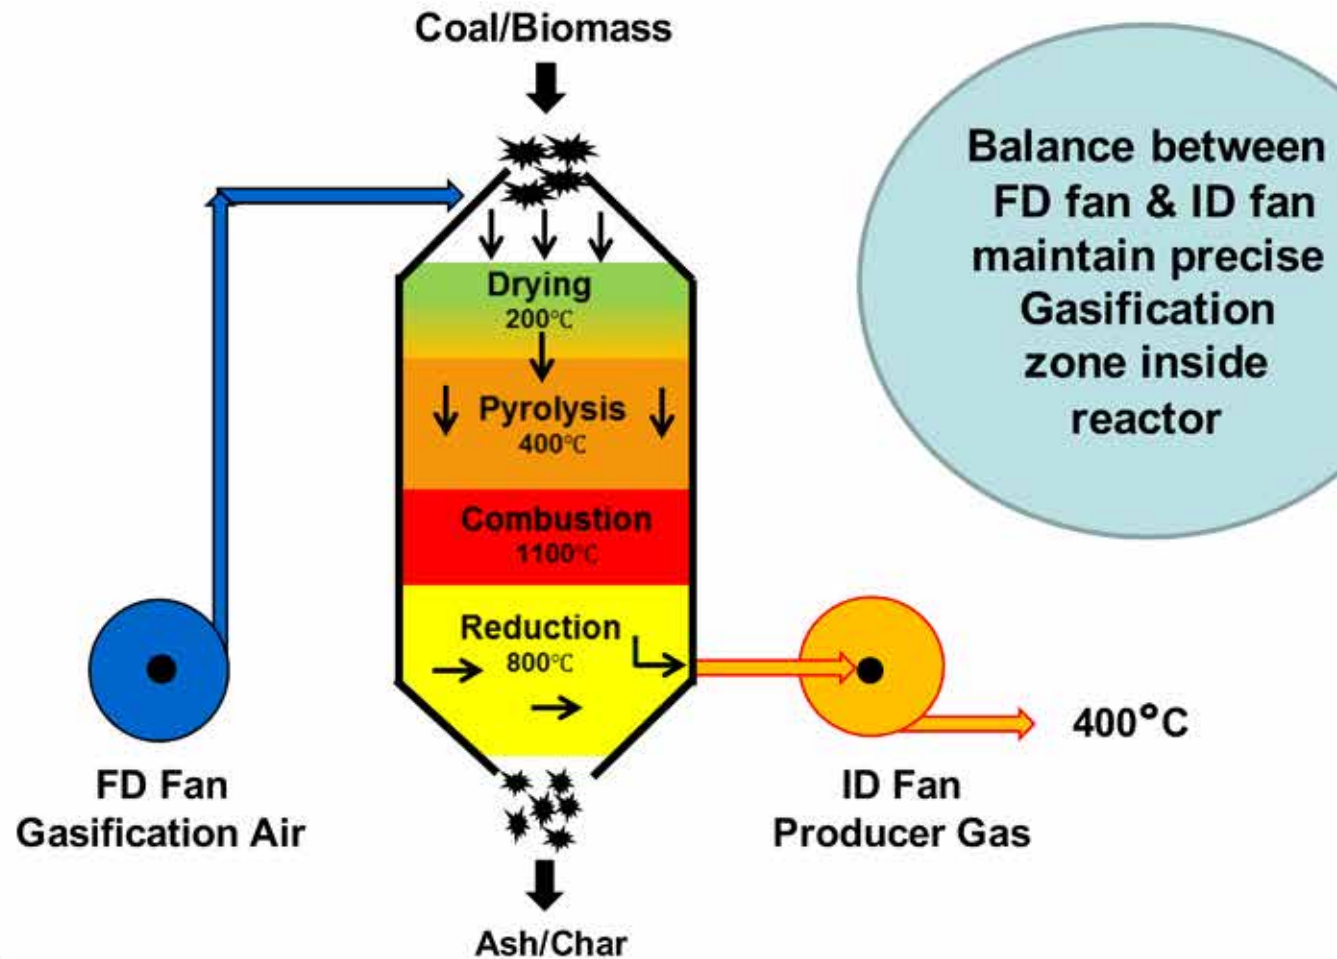 Coal/Biomass
Balance between
FD fan & ID fan
maintain precise
Gasification
zone inside
reactor
Drying
200℃
Pyrolysis
400℃
Combustion
1100℃
Reduction
800℃
400°C
FD Fan
Gasification Air
ID Fan
Producer Gas
Ash/Char